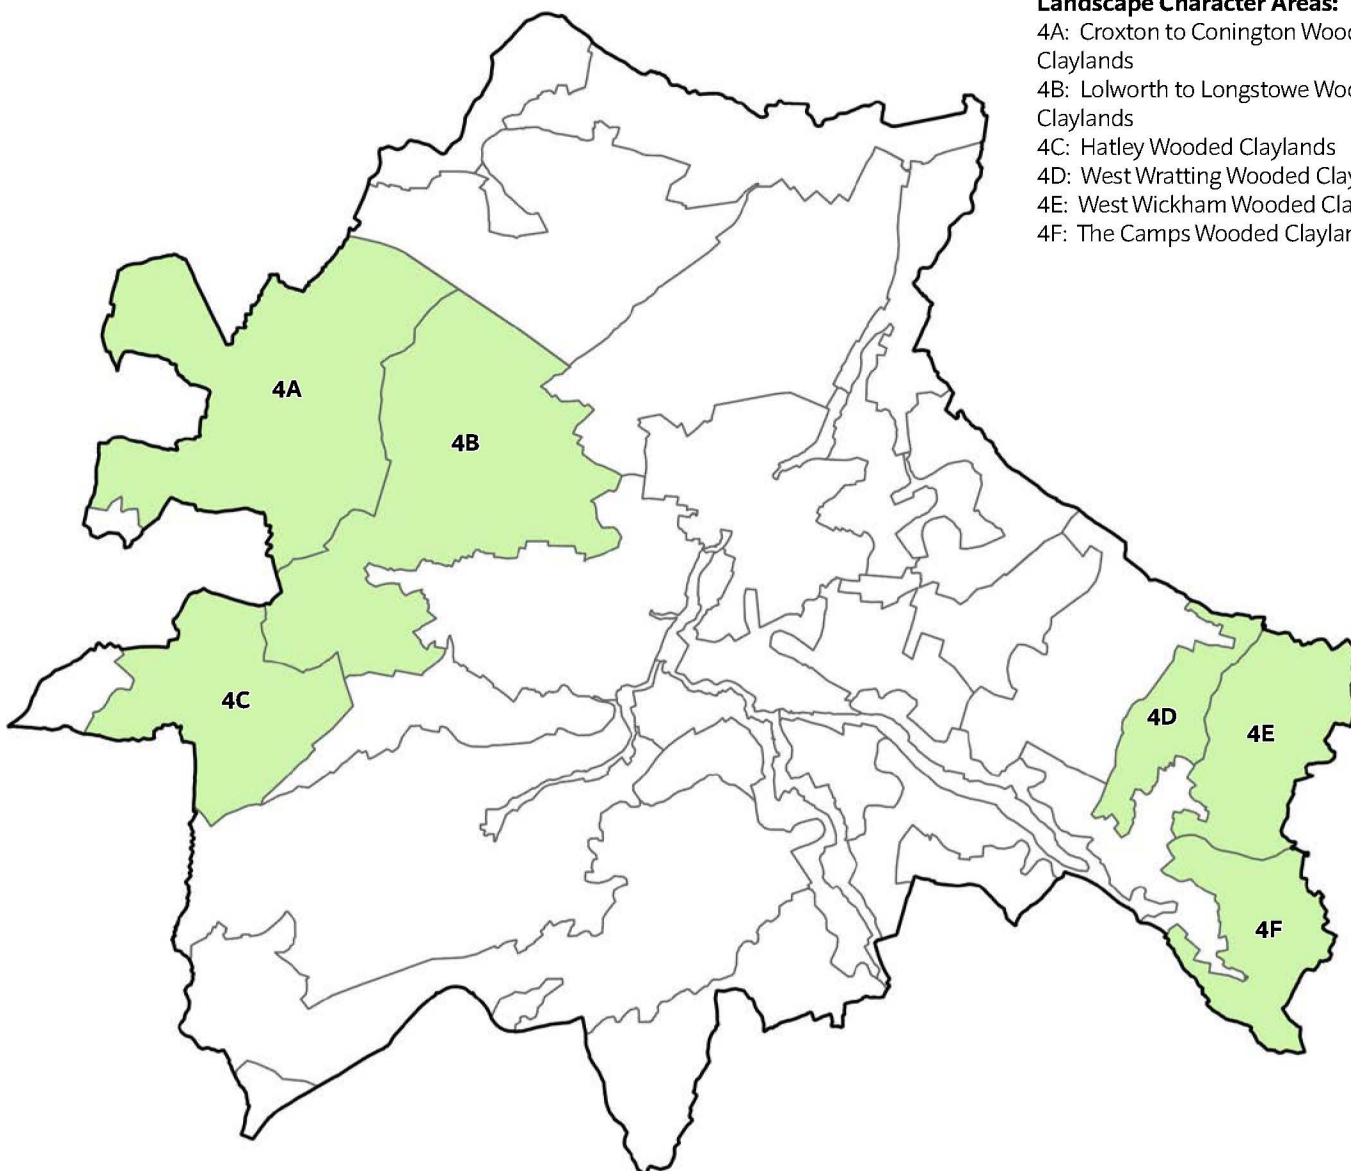 Landscape Character Areas:
4A: Croxton to Conington
Claylands
4B: Lolworth to Longstowe
Claylands
4C: Hatley Wooded Claylands
4D: West Wratting Wooded
4E: West Wickham Wooded
4F: The Camps Wooded
4A
4B
4C
4D
4E
4F